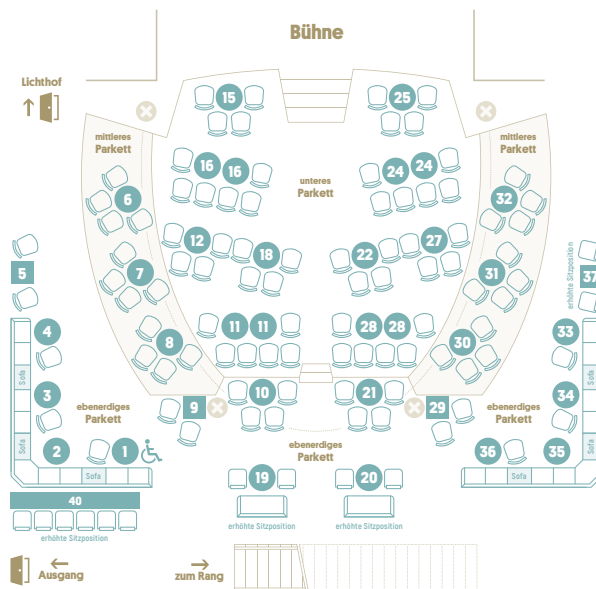 Bühne
Lichthof
mittleres
Parkett
mittleres
Parkett
unteres
Parkett
15
25
16
16
24
24
6
32
12
18
22
27
5
7
31
37
erhöhte Sitzposition
4
8
11
11
28
28
30
33
Sofa
Sofa
3
10
21
34
9
29
ebenerdiges
Parkett
ebenerdiges
Parkett
ebenerdiges
Parkett
Sofa
Sofa
2
1
36
35
Sofa
Sofa
19
20
40
erhöhte Sitzposition
erhöhte Sitzposition
erhöhte Sitzposition
Ausgang
zum Rang